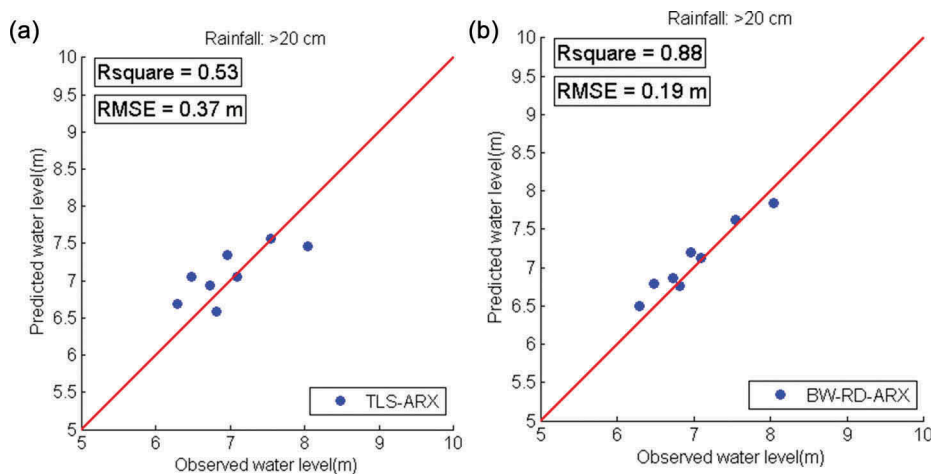 (a)
Rainfall: >20 cm
Rsquare = 0.53
RMSE = 0.37 m
10
9.5
9
8.5
8
7.5
7
6.5
6
5.5
5
Predicted water level(m)
TLS-ARX
5 6 7 8 9 10
Observed water level(m)
(b)
Rainfall: >20 cm
Rsquare = 0.88
RMSE = 0.19 m
10
9.5
9
8.5
8
7.5
7
6.5
6
5.5
5
Predicted water level(m)
BW-RD-ARX
5 6 7 8 9 10
Observed water level(m)